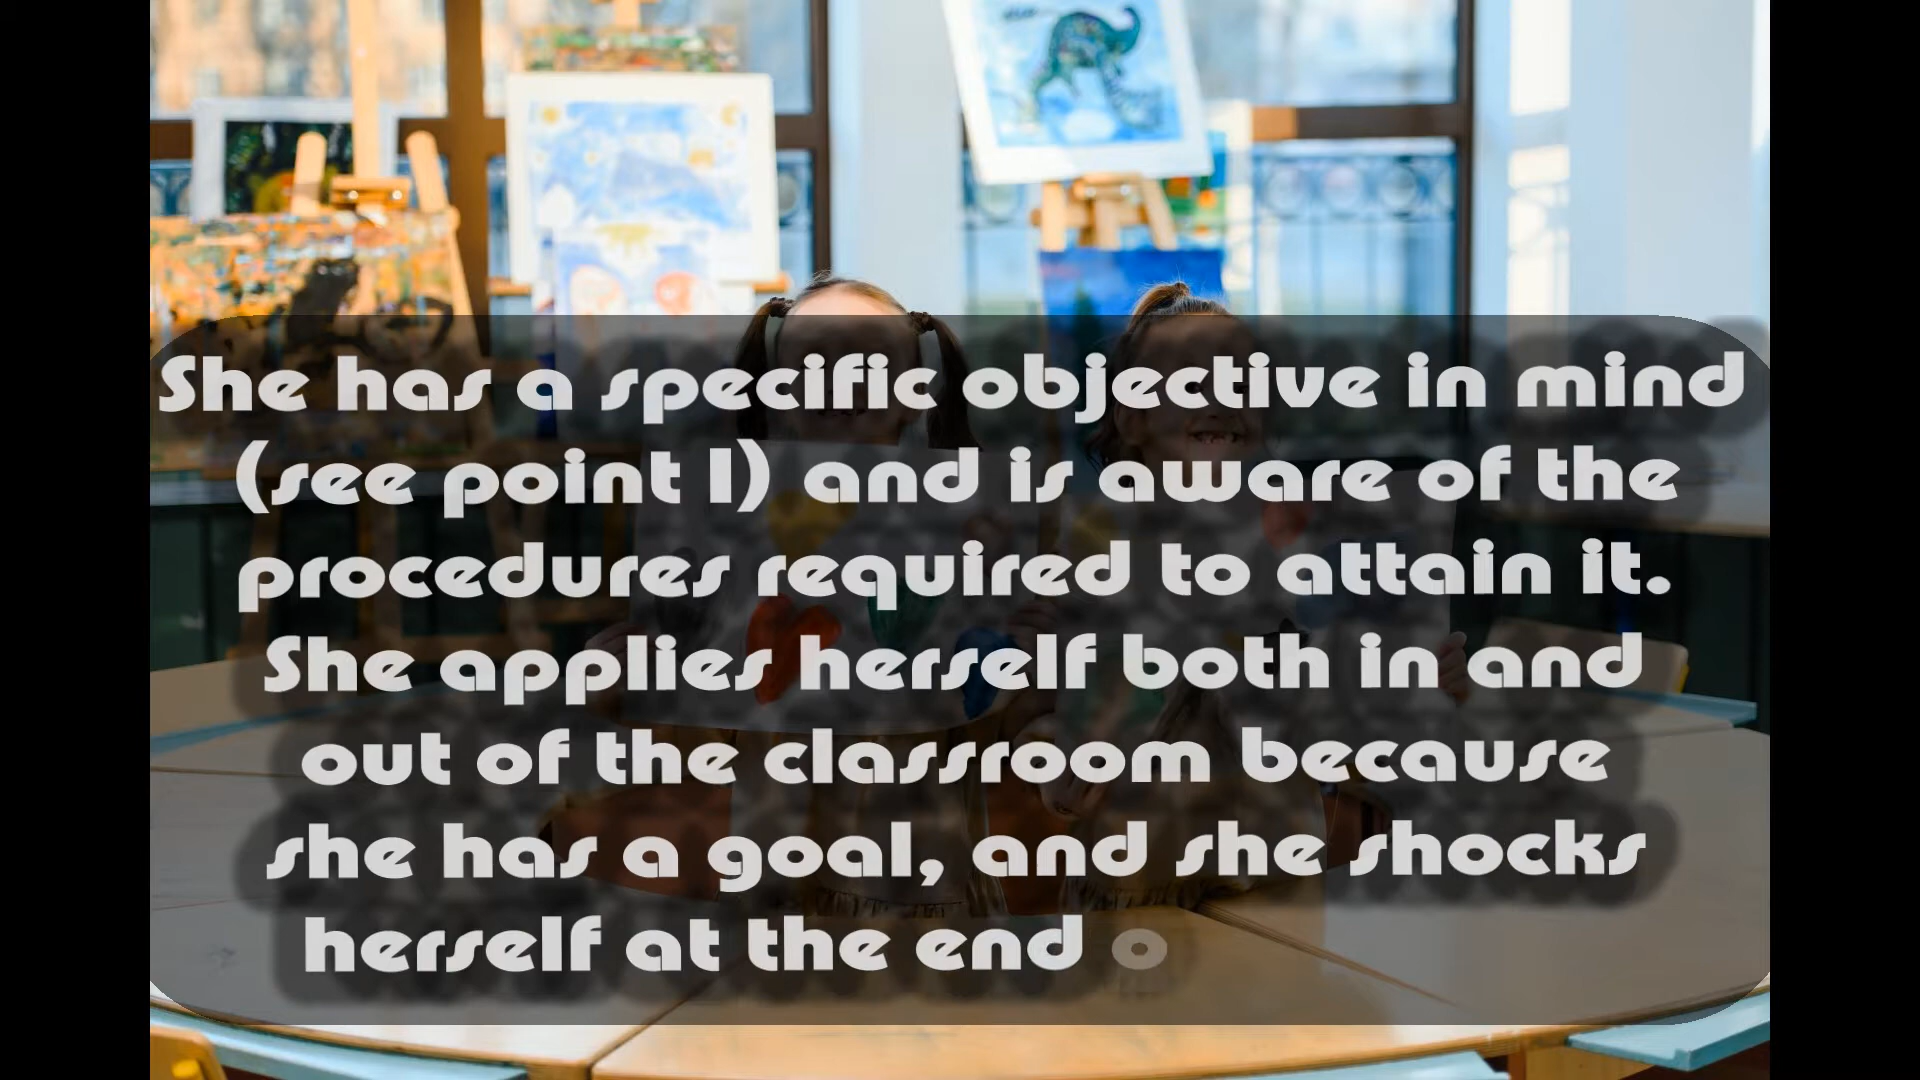 She has a specific objective in mind
(see point 1) and is aware of the
procedures required to attain it.
She applies herself both in and
out of the classroom because
she has a goal, and she shocks
herself at the end o